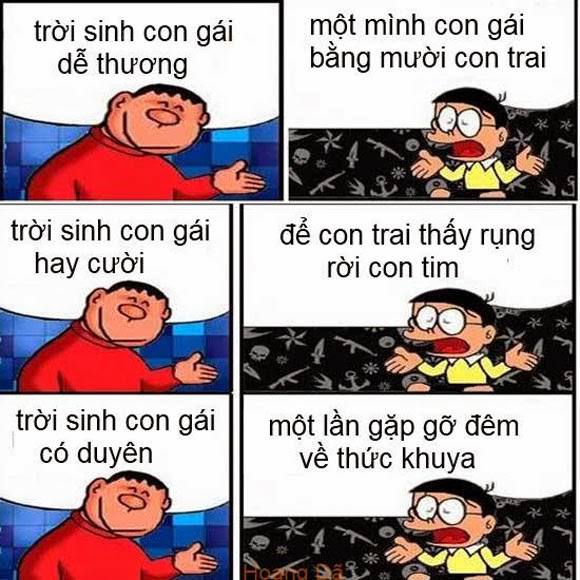 trời sinh con gái
dễ thương
một mình con gái
bằng mười con trai
trời sinh con gái
hay cười
để con trai thấy rụng
rời con tim
trời sinh con gái
có duyên
một lần gặp gỡ đêm
về thức khuya
Hoang Dã